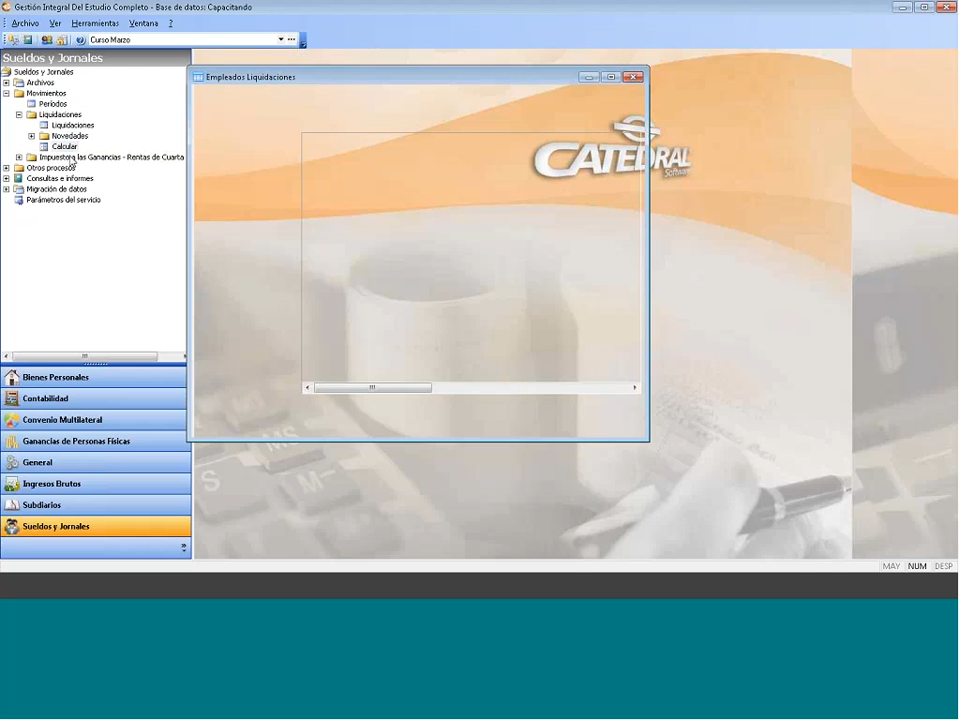 Gestión Integral Del Estudio Completo - Base de datos: Capacitando
Archivo Ver Herramientas Ventana ?
Curso Marzo
Sueldos y Jornales
Sueldos y Jornales
Archivos
Movimientos
Períodos
Liquidaciones
Liquidaciones
Novedades
Calcular
Impuesto a las Ganancias - Rentas de Cuarta
Otros procesos
Consultas e informes
Migración de datos
Parámetros del servicio
Bienes Personales
Contabilidad
Convenio Multilateral
Ganancias de Personas Físicas
General
Ingresos Brutos
Subdiarios
Sueldos y Jornales
Empleados Liquidaciones
CATEDRAL
Software
MAY NUM DESP